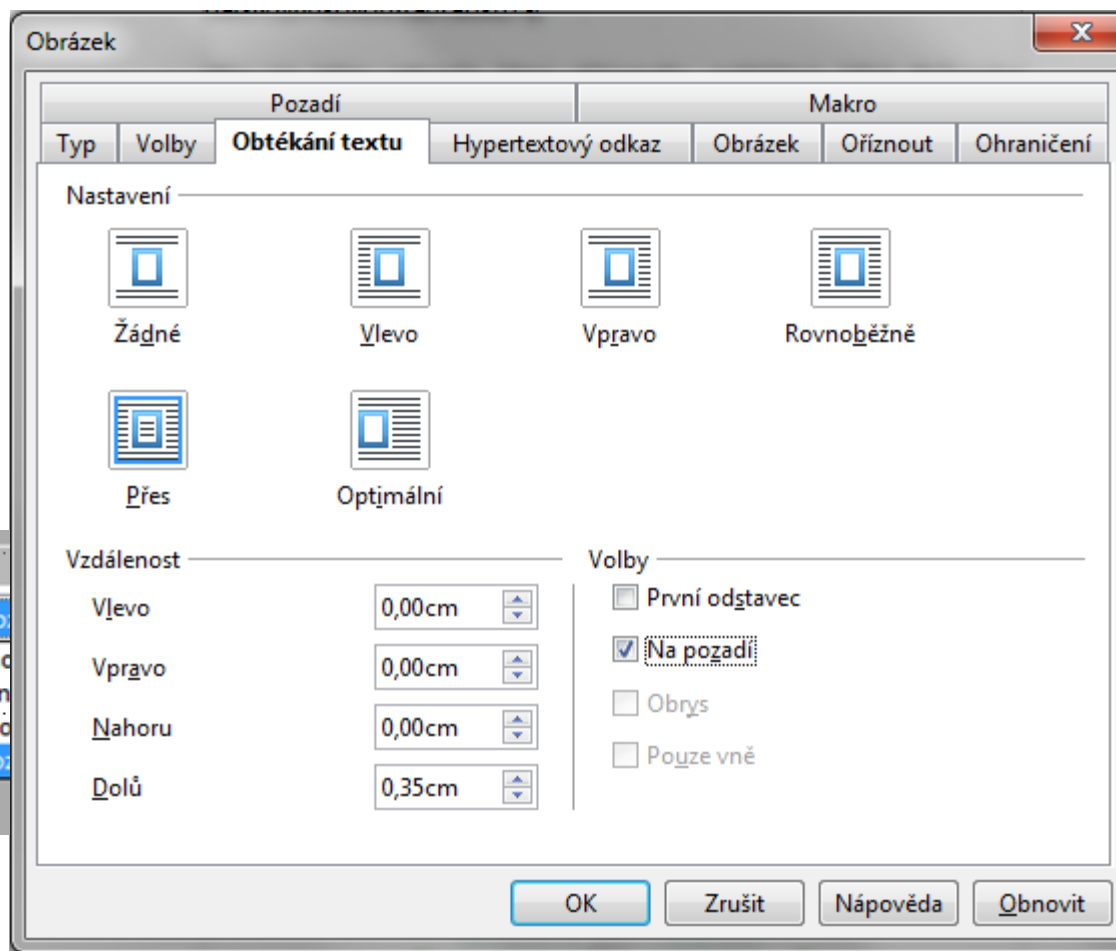 Obrázek
Pozadí Makro
Typ Volby Obtékání textu Hypertextový odkaz Obrázek Oříznout Ohraničení
Nastavení
Žádné Vlevo Vpravo Rovnoběžně
Přes Optimální
Vzdálenost Volby
Vlevo 0,00cm První odstavec
Vpravo 0,00cm Na pozadí
Nahoru 0,00cm Obrys
Dolů 0,35cm Pouze vně
OK Zrušit Nápověda Obnovit